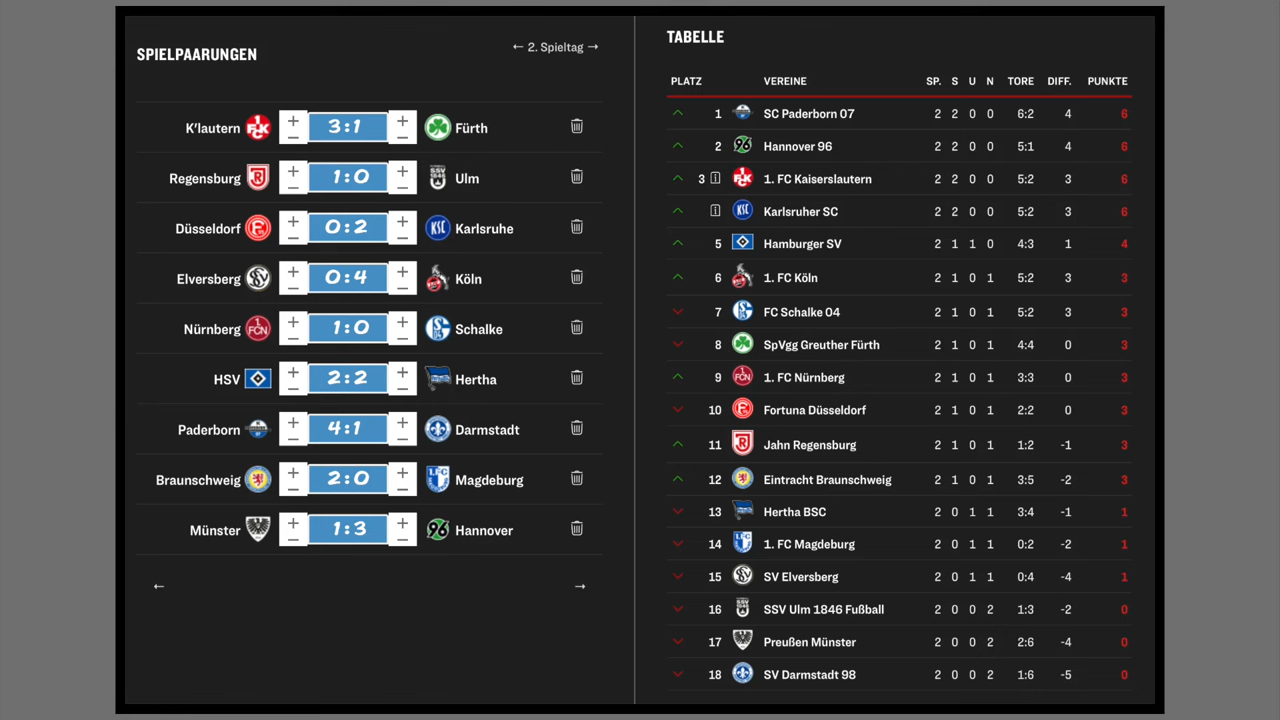 SPIELPAARUNGEN
← 2. Spieltag →
K'lautern 3:1 Fürth
Regensburg 1:0 Ulm
Düsseldorf 0:2 Karlsruhe
Elversberg 0:4 Köln
Nürnberg 1:0 Schalke
HSV 2:2 Hertha
Paderborn 4:1 Darmstadt
Braunschweig 2:0 Magdeburg
Münster 1:3 Hannover
← →
TABELLE
PLATZ VEREINE SP. S U N TORE DIFF. PUNKTE
1 SC Paderborn 07 2 2 0 0 6:2 4 6
2 Hannover 96 2 2 0 0 5:1 4 6
3 1. FC Kaiserslautern 2 2 0 0 5:2 3 6
Karlsruher SC 2 2 0 0 5:2 3 6
5 Hamburger SV 2 1 1 0 4:3 1 4
6 1. FC Köln 2 1 0 1 5:2 3 3
7 FC Schalke 04 2 1 0 1 5:2 3 3
8 SpVgg Greuther Fürth 2 1 0 1 4:4 0 3
9 1. FC Nürnberg 2 1 0 1 3:3 0 3
10 Fortuna Düsseldorf 2 1 0 1 2:2 0 3
11 Jahn Regensburg 2 1 0 1 1:2 -1 3
12 Eintracht Braunschweig 2 1 0 1 3:5 -2 3
13 Hertha BSC 2 0 1 1 3:4 -1 1
14 1. FC Magdeburg 2 0 1 1 0:2 -2 1
15 SV Elversberg 2 0 1 1 0:4 -4 1
16 SSV Ulm 1846 Fußball 2 0 0 2 1:3 -2 0
17 Preußen Münster 2 0 0 2 2:6 -4 0
18 SV Darmstadt 98 2 0 0 2 1:6 -5 0